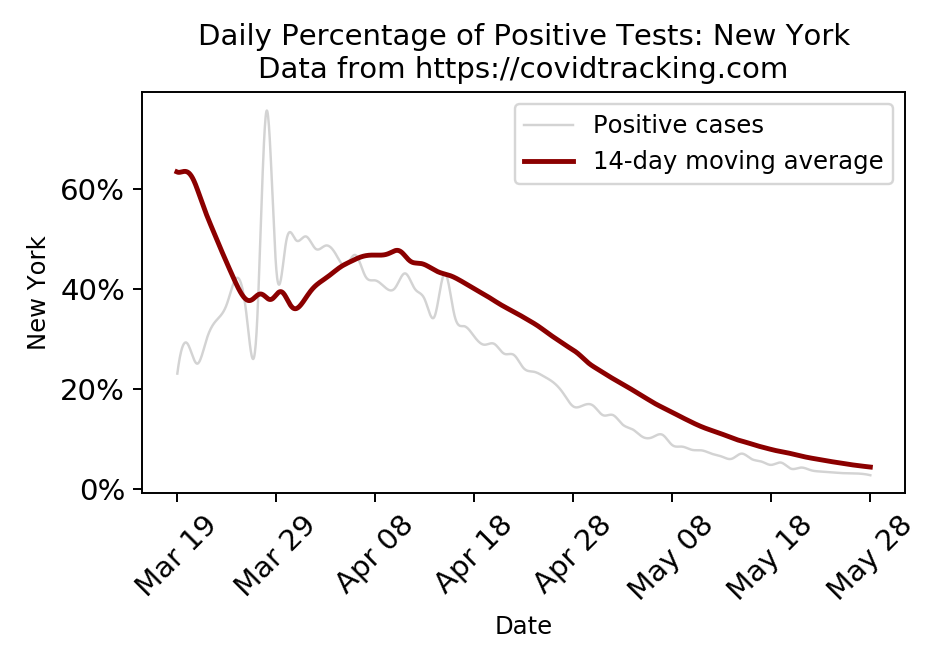 Daily Percentage of Positive Tests: New York
Data from https://covidtracking.com
Positive cases
14-day moving average
New York
60%
40%
20%
0%
Mar 19
Mar 29
Apr 08
Apr 18
Apr 28
May 08
May 18
May 28
Date